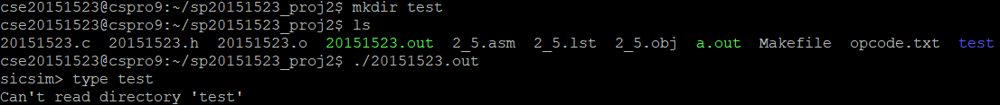 cse20151523@cspro9:~/sp20151523_proj2$ mkdir test
cse20151523@cspro9:~/sp20151523_proj2$ ls
20151523.c  20151523.h  20151523.o  20151523.out  2_5.asm  2_5.lst  2_5.obj  a.out  Makefile  opcode.txt  test
cse20151523@cspro9:~/sp20151523_proj2$ ./20151523.out
sicsim> type test
Can't read directory 'test'